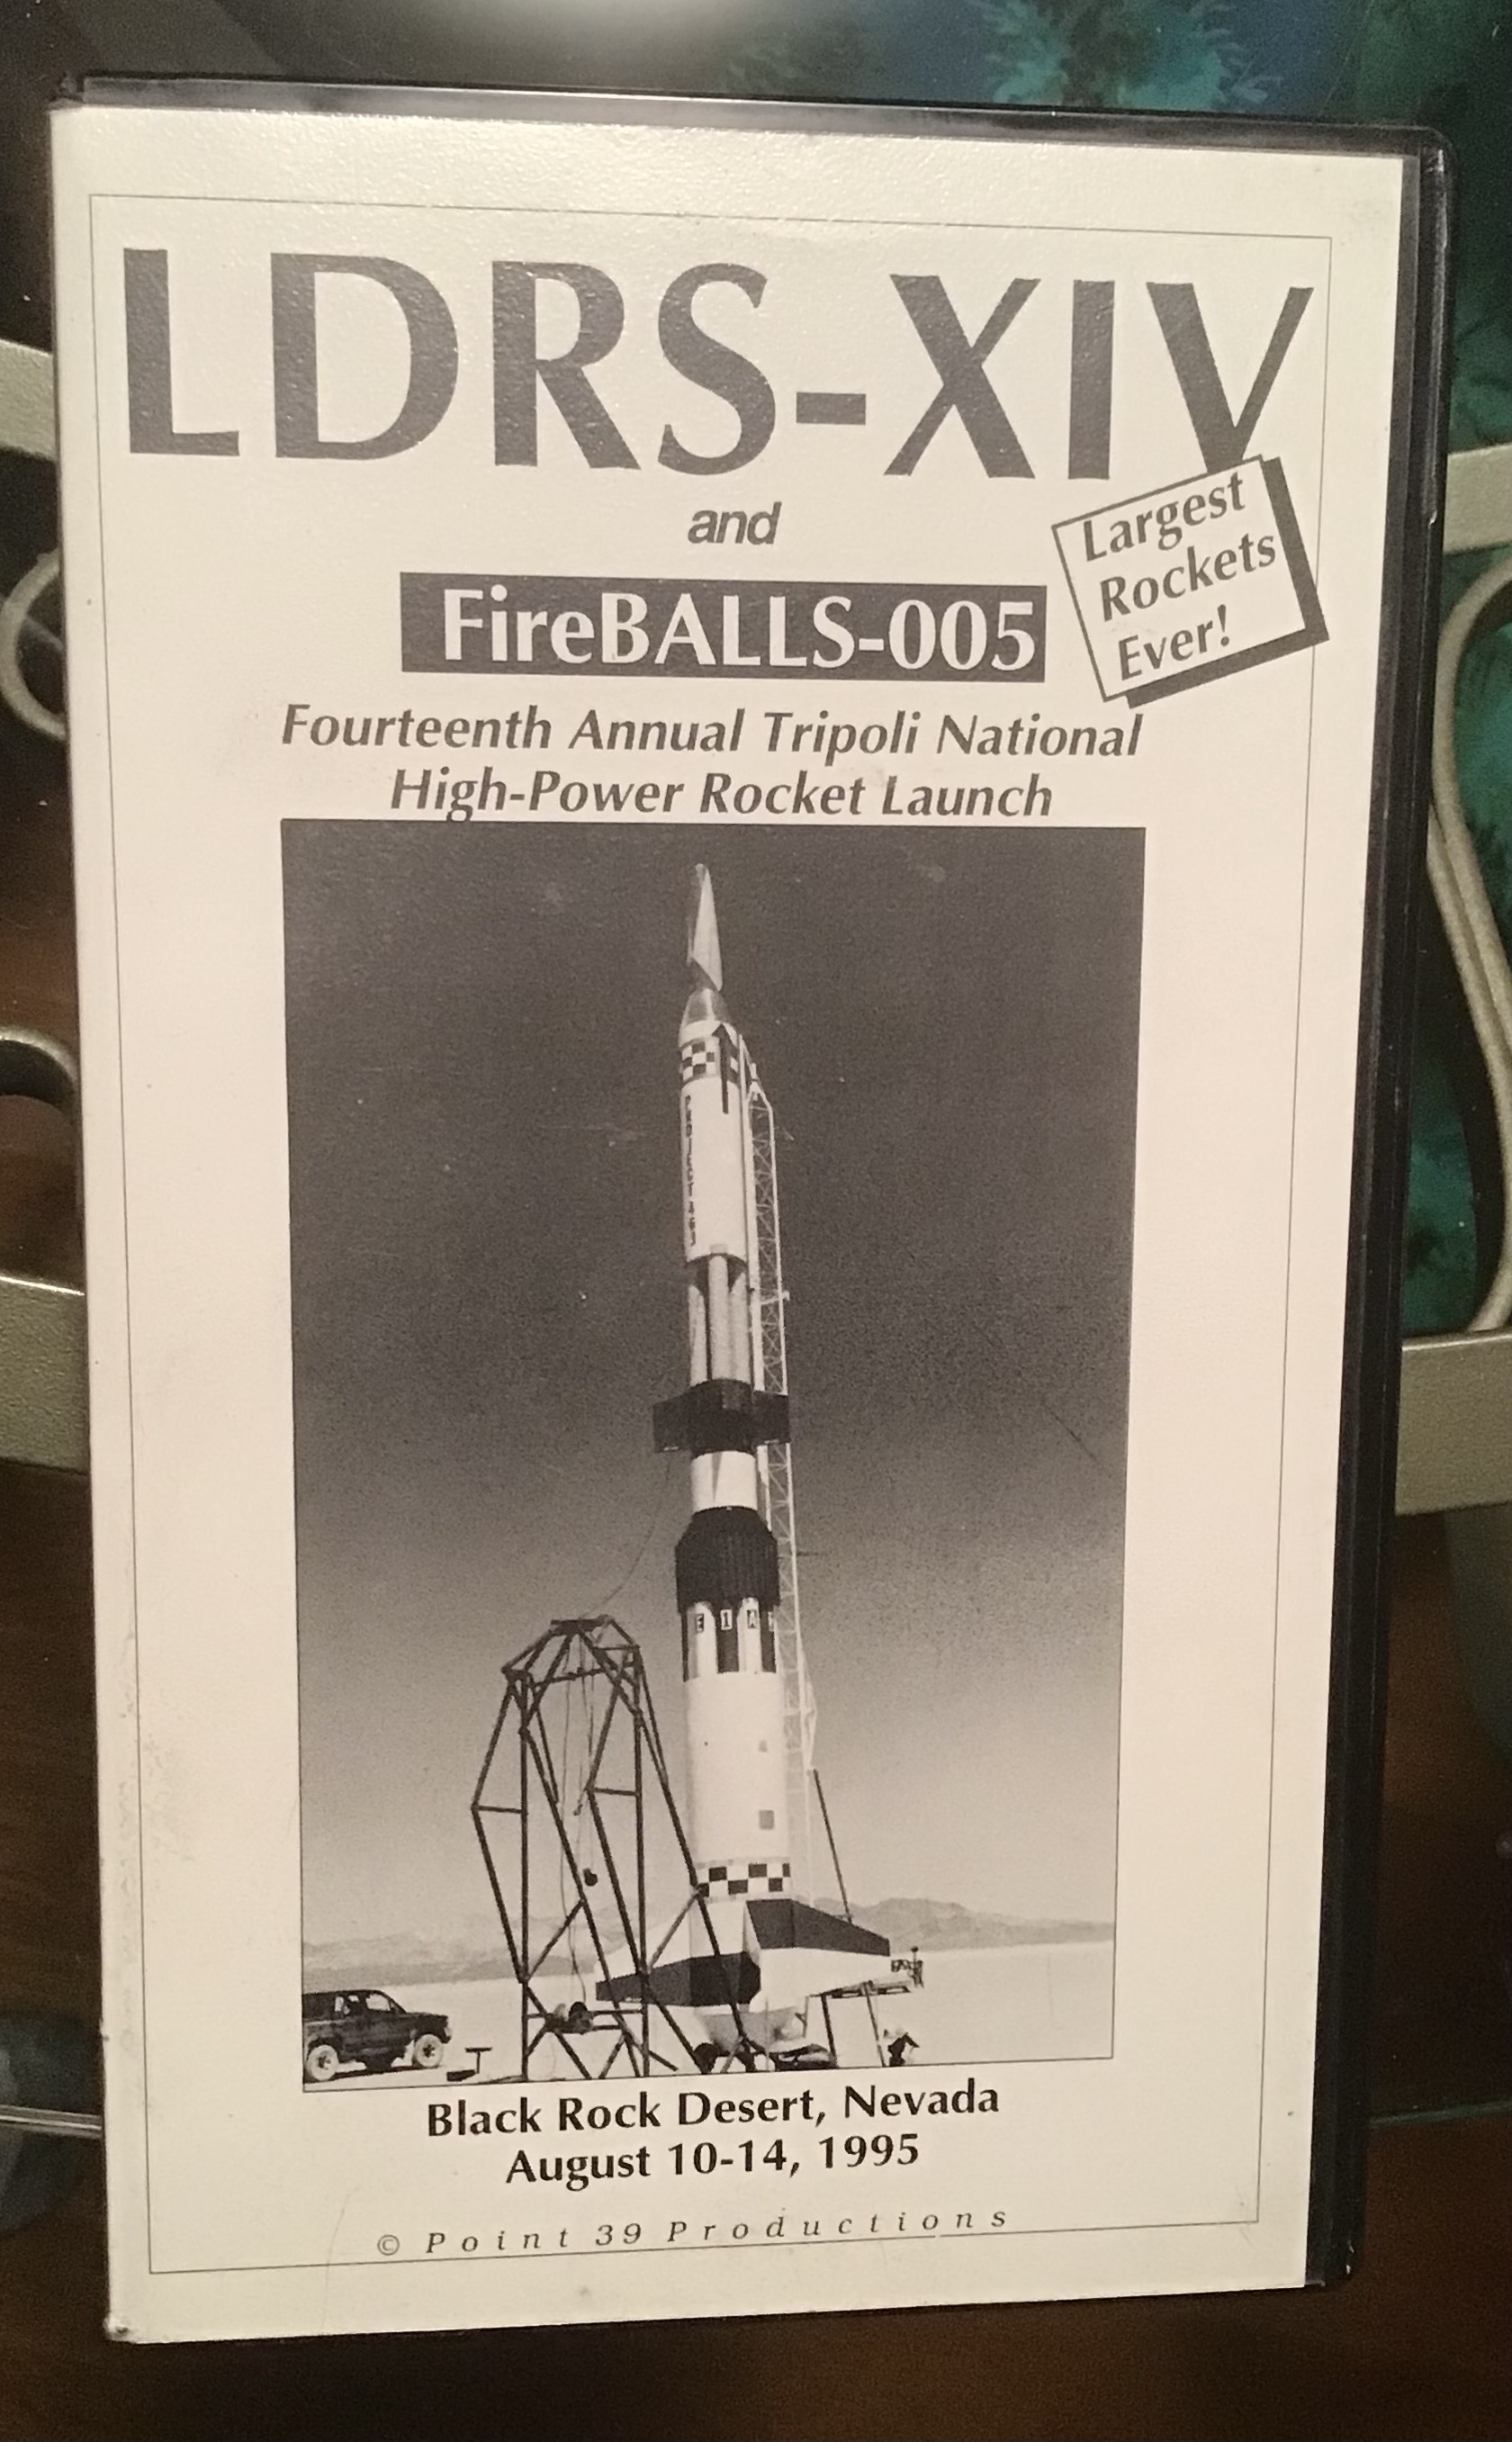 LDRS-XIV
and
FireBALLS-005
Largest
Rockets
Ever!
Fourteenth Annual Tripoli National
High-Power Rocket Launch
E 1 A
Black Rock Desert, Nevada
August 10-14, 1995
© Point 39 Productions